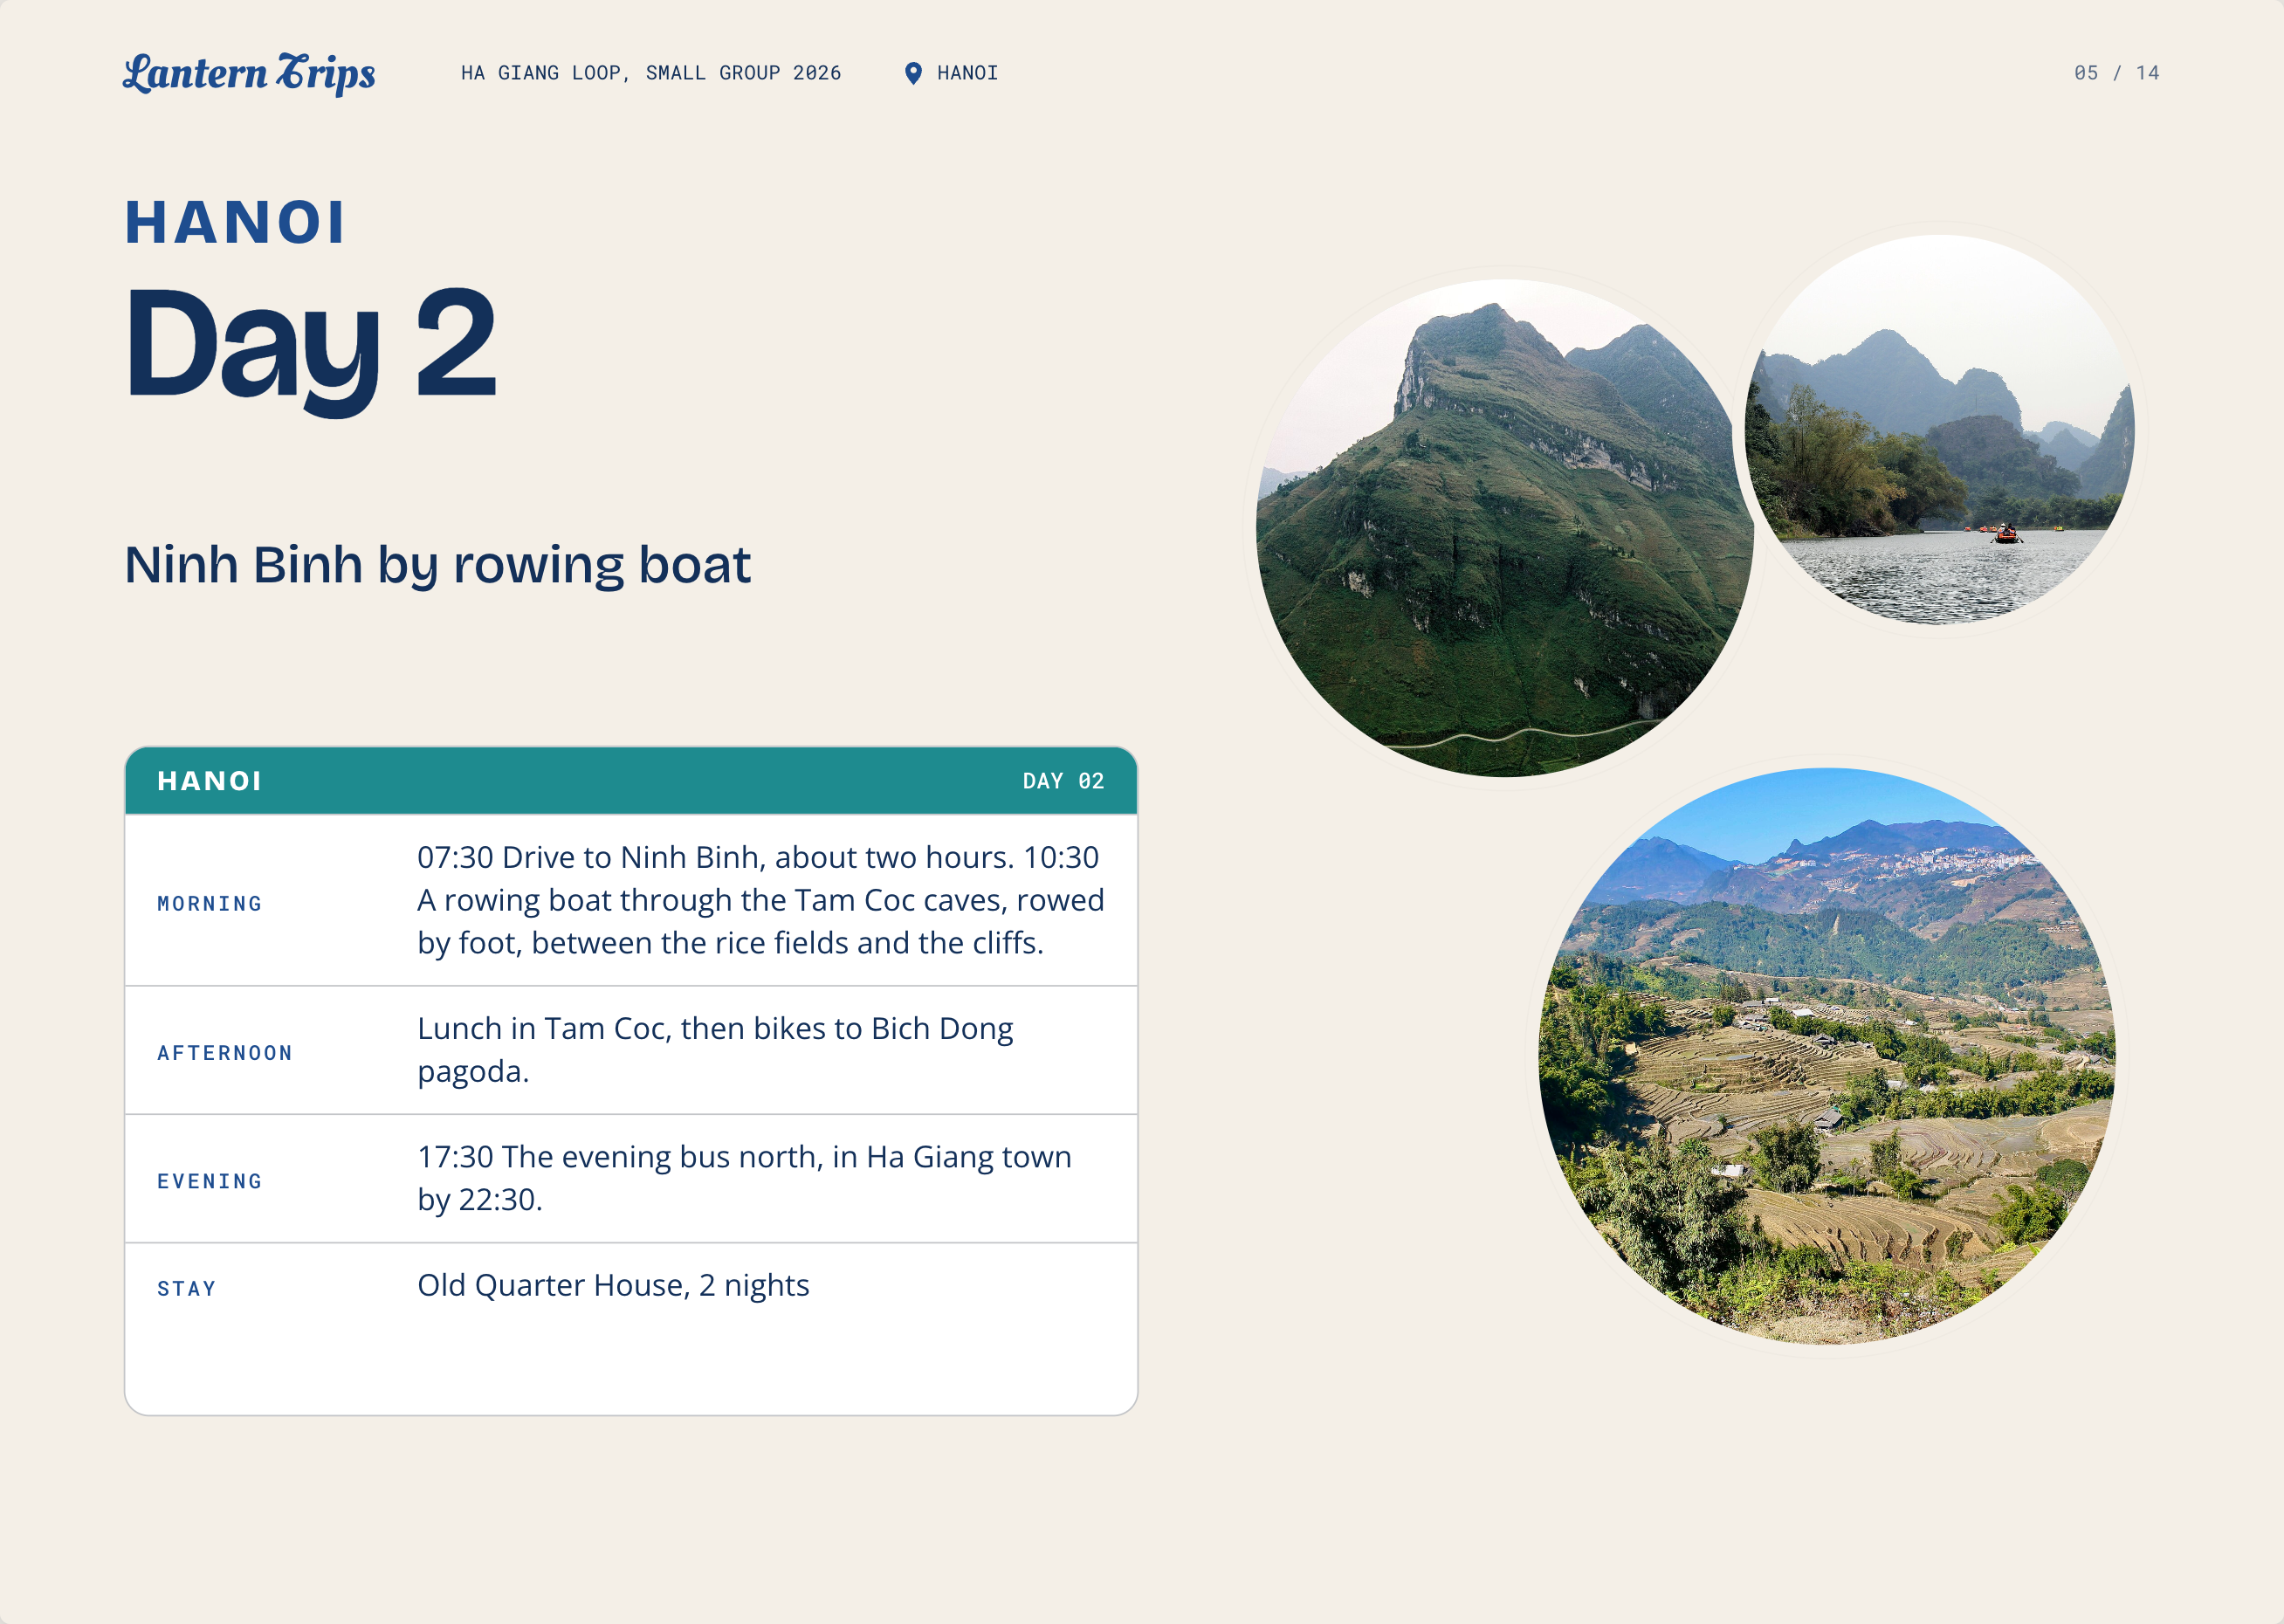 Lantern Trips
HA GIANG LOOP, SMALL GROUP 2026
HANOI
05 / 14
HANOI
Day 2
Ninh Binh by rowing boat
HANOI
DAY 02
MORNING
07:30 Drive to Ninh Binh, about two hours. 10:30
A rowing boat through the Tam Coc caves, rowed
by foot, between the rice fields and the cliffs.
AFTERNOON
Lunch in Tam Coc, then bikes to Bich Dong
pagoda.
EVENING
17:30 The evening bus north, in Ha Giang town
by 22:30.
STAY
Old Quarter House, 2 nights